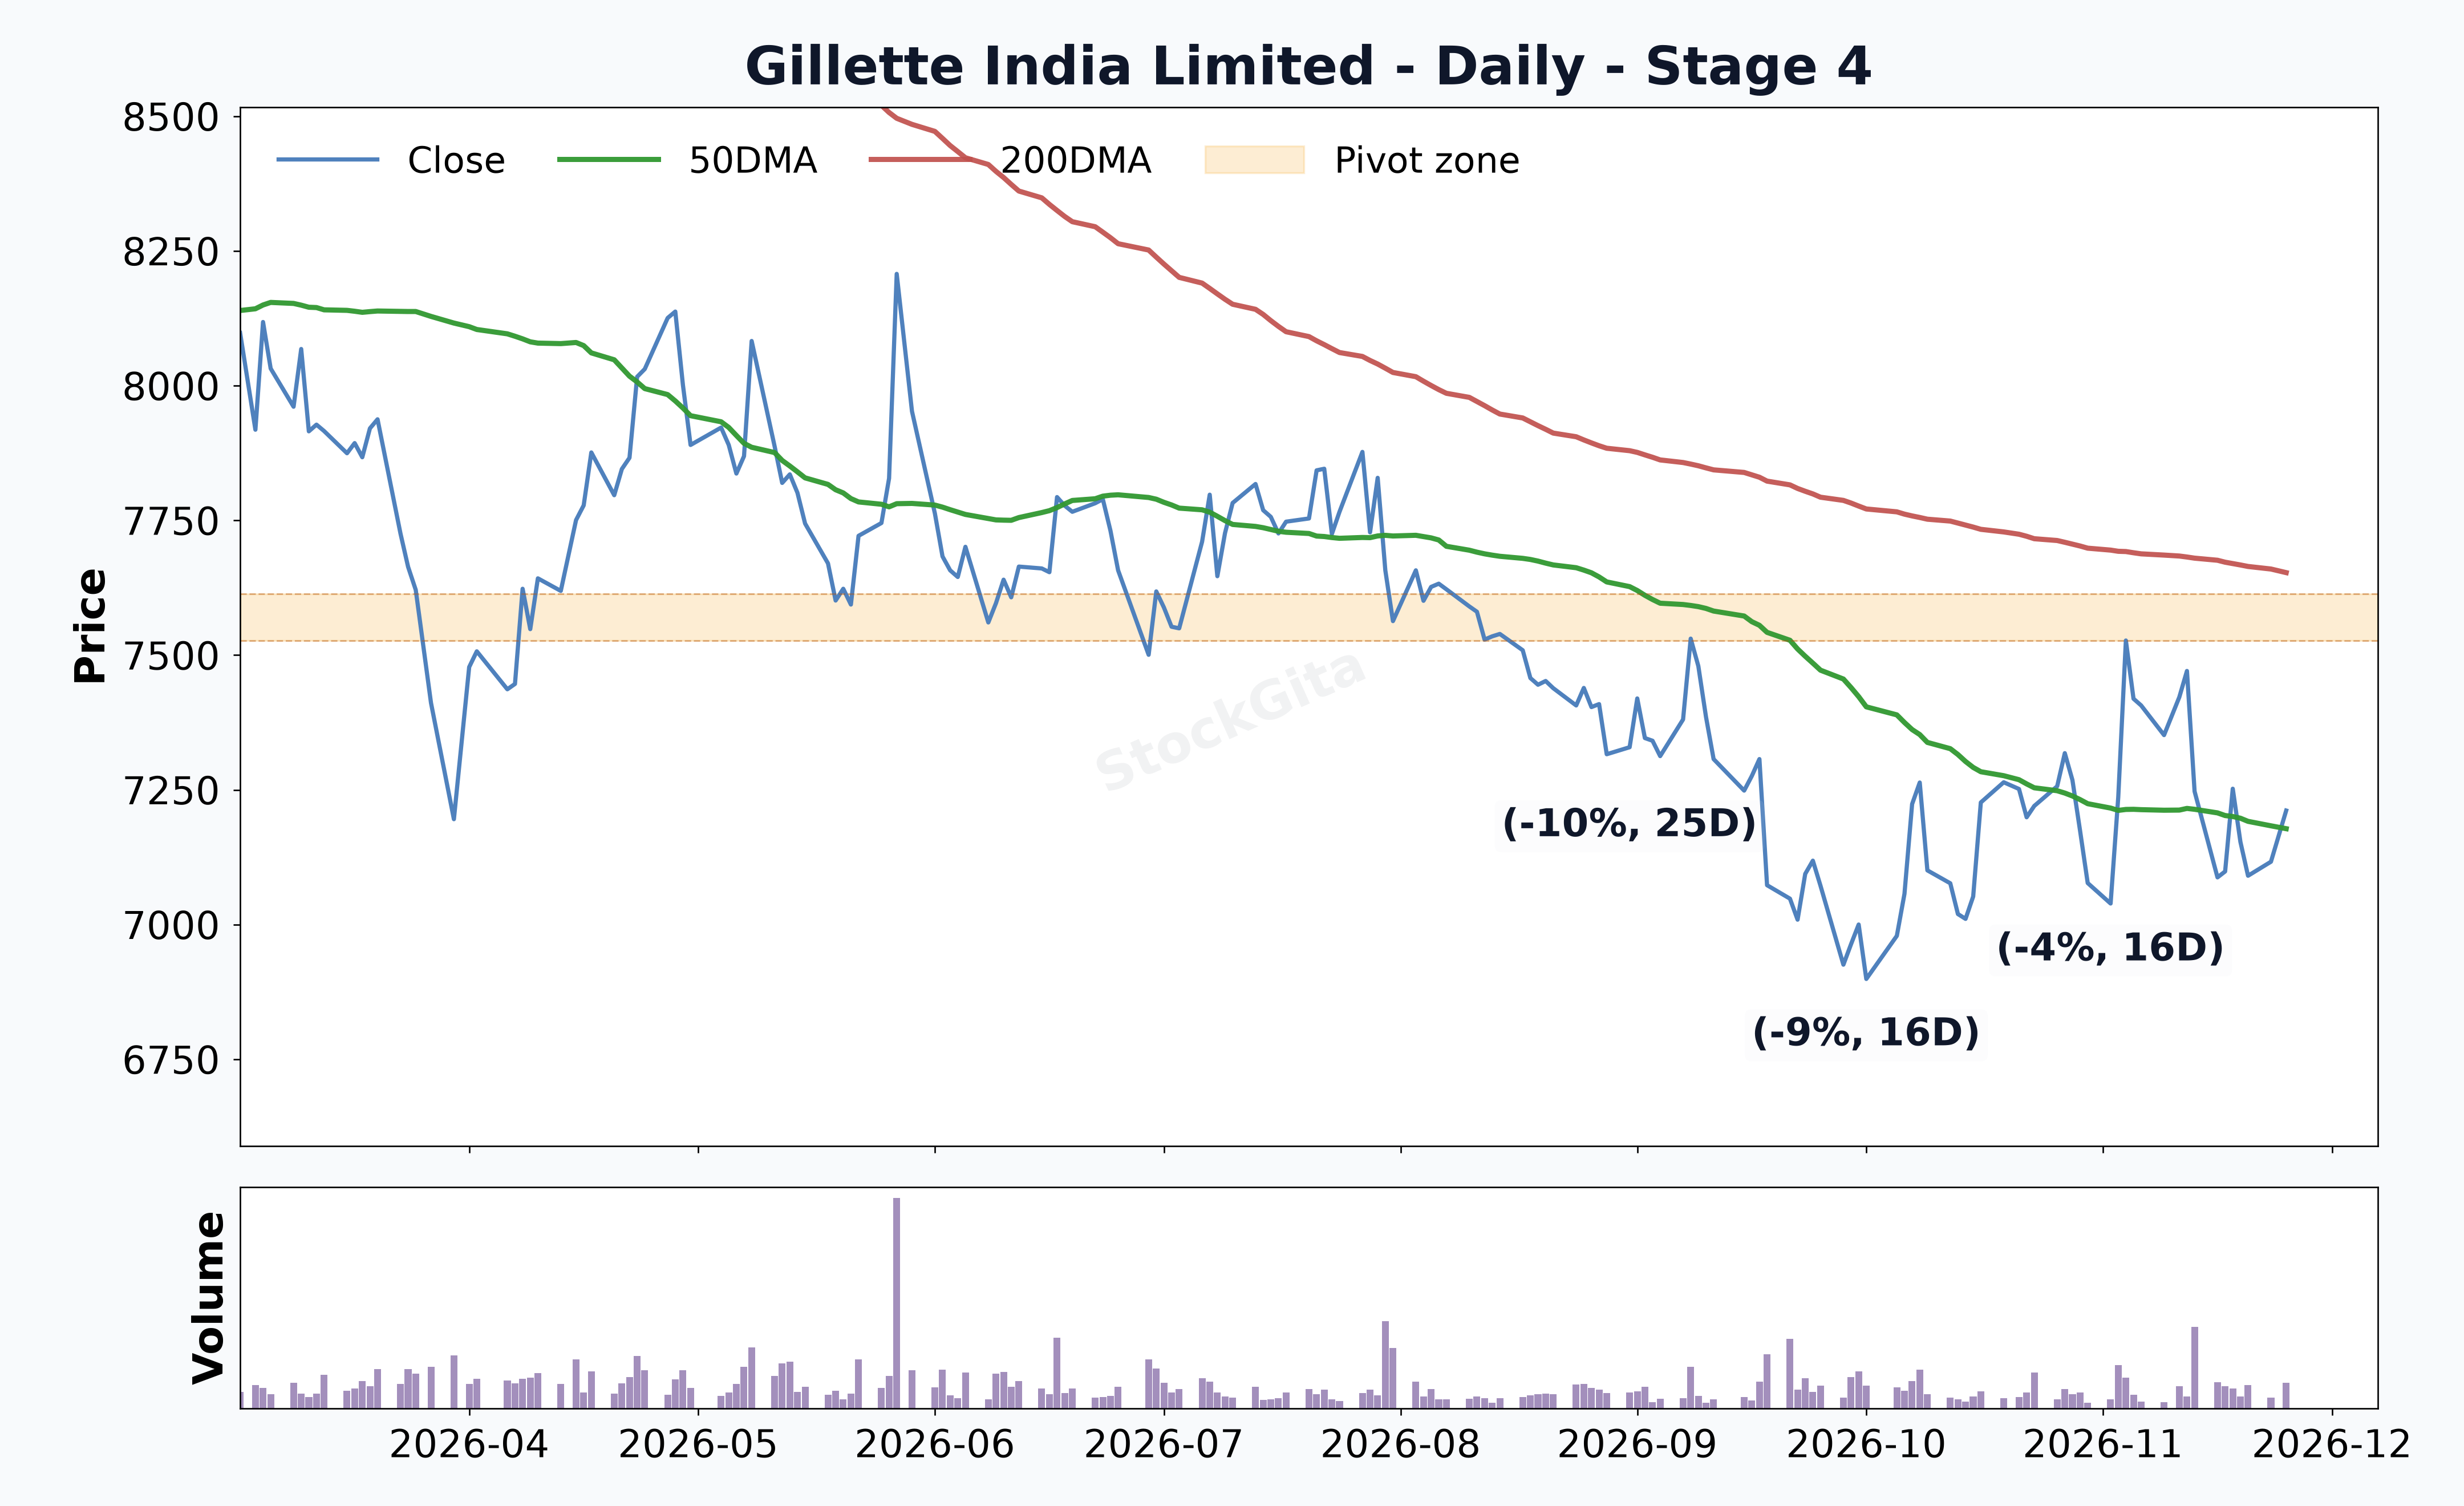 Gillette India Limited - Daily - Stage 4
8500
8250
8000
7750
7500
7250
7000
6750
Price
Close
50DMA
200DMA
Pivot zone
StockGita
(-10%, 25D)
(-9%, 16D)
(-4%, 16D)
Volume
2026-04
2026-05
2026-06
2026-07
2026-08
2026-09
2026-10
2026-11
2026-12